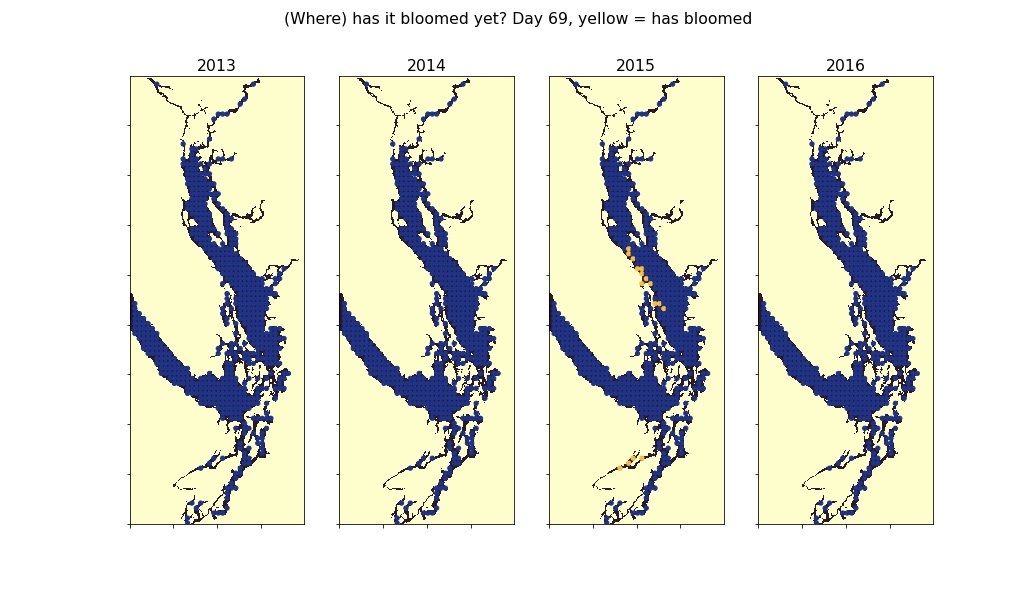 (Where) has it bloomed yet? Day 69, yellow = has bloomed
2013
2014
2015
2016